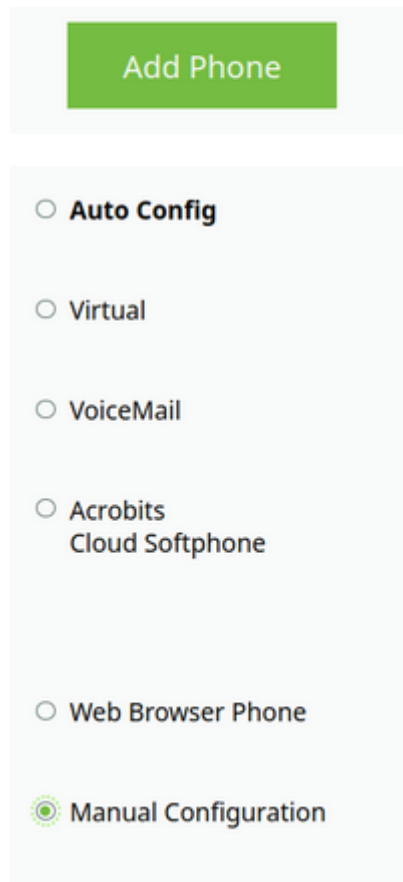 Add Phone
Auto Config
Virtual
VoiceMail
Acrobits
Cloud Softphone
Web Browser Phone
Manual Configuration